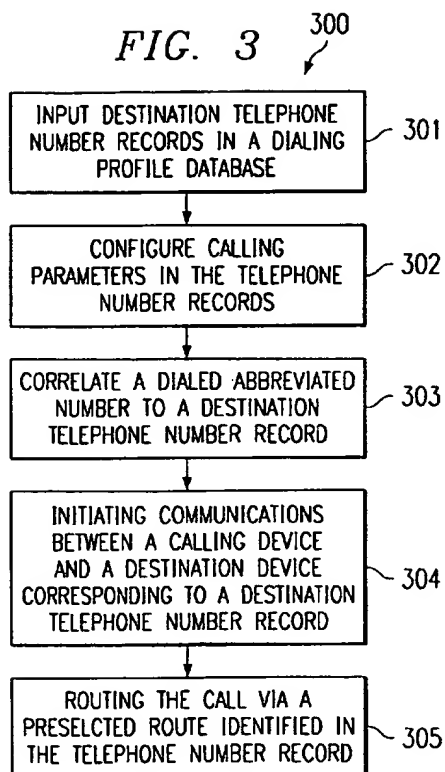 FIG. 3
300
INPUT DESTINATION TELEPHONE
NUMBER RECORDS IN A DIALING
PROFILE DATABASE
301
CONFIGURE CALLING
PARAMETERS IN THE TELEPHONE
NUMBER RECORDS
302
CORRELATE A DIALED ABBREVIATED
NUMBER TO A DESTINATION
TELEPHONE NUMBER RECORD
303
INITIATING COMMUNICATIONS
BETWEEN A CALLING DEVICE
AND A DESTINATION DEVICE
CORRESPONDING TO A DESTINATION
TELEPHONE NUMBER RECORD
304
ROUTING THE CALL VIA A
PRESELCTED ROUTE IDENTIFIED IN
THE TELEPHONE NUMBER RECORD
305